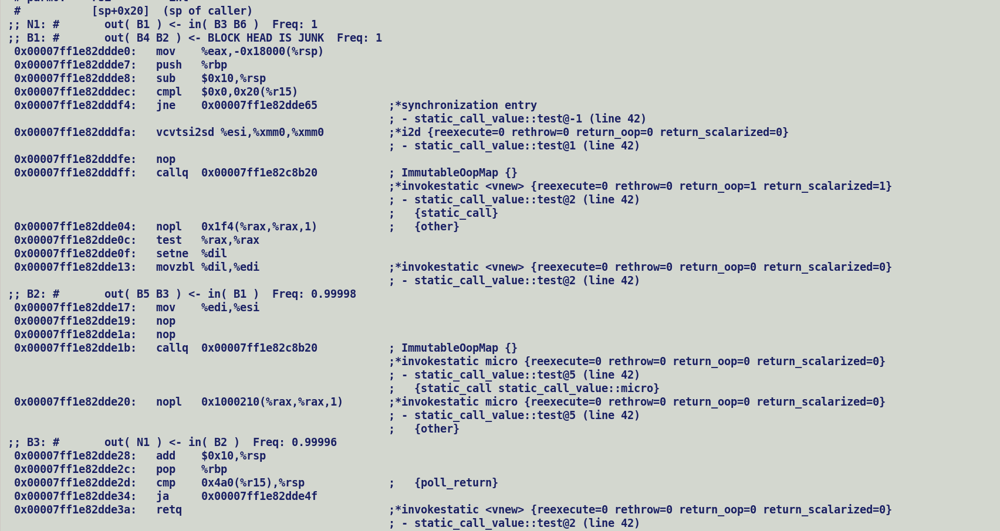 #             [sp+0x20]  (sp of caller)
;; N1: #       out( B1 ) <- in( B3 B6 )  Freq: 1
;; B1: #       out( B4 B2 ) <- BLOCK HEAD IS JUNK  Freq: 1
0x00007ff1e82ddde0:   mov    %eax,-0x18000(%rsp)
0x00007ff1e82ddde7:   push   %rbp
0x00007ff1e82ddde8:   sub    $0x10,%rsp
0x00007ff1e82dddec:   cmpl   $0x0,0x20(%r15)
0x00007ff1e82dddf4:   jne    0x00007ff1e82dde65           ;*synchronization entry
; - static_call_value::test@-1 (line 42)
0x00007ff1e82dddfa:   vcvtsi2sd %esi,%xmm0,%xmm0          ;*i2d {reexecute=0 rethrow=0 return_oop=0 return_scalarized=0}
; - static_call_value::test@1 (line 42)
0x00007ff1e82dddfe:   nop
0x00007ff1e82dddff:   callq  0x00007ff1e82c8b20           ; ImmutableOopMap {}
;*invokestatic <vnew> {reexecute=0 rethrow=0 return_oop=1 return_scalarized=1}
; - static_call_value::test@2 (line 42)
;   {static_call}
0x00007ff1e82dde04:   nopl   0x1f4(%rax,%rax,1)           ;   {other}
0x00007ff1e82dde0c:   test   %rax,%rax
0x00007ff1e82dde0f:   setne  %dil
0x00007ff1e82dde13:   movzbl %dil,%edi                    ;*invokestatic <vnew> {reexecute=0 rethrow=0 return_oop=0 return_scalarized=0}
; - static_call_value::test@2 (line 42)
;; B2: #       out( B5 B3 ) <- in( B1 )  Freq: 0.99998
0x00007ff1e82dde17:   mov    %edi,%esi
0x00007ff1e82dde19:   nop
0x00007ff1e82dde1a:   nop
0x00007ff1e82dde1b:   callq  0x00007ff1e82c8b20           ; ImmutableOopMap {}
;*invokestatic micro {reexecute=0 rethrow=0 return_oop=0 return_scalarized=0}
; - static_call_value::test@5 (line 42)
;   {static_call static_call_value::micro}
0x00007ff1e82dde20:   nopl   0x1000210(%rax,%rax,1)       ;*invokestatic micro {reexecute=0 rethrow=0 return_oop=0 return_scalarized=0}
; - static_call_value::test@5 (line 42)
;   {other}
;; B3: #       out( N1 ) <- in( B2 )  Freq: 0.99996
0x00007ff1e82dde28:   add    $0x10,%rsp
0x00007ff1e82dde2c:   pop    %rbp
0x00007ff1e82dde2d:   cmp    0x4a0(%r15),%rsp             ;   {poll_return}
0x00007ff1e82dde34:   ja     0x00007ff1e82dde4f
0x00007ff1e82dde3a:   retq                                ;*invokestatic <vnew> {reexecute=0 rethrow=0 return_oop=0 return_scalarized=0}
; - static_call_value::test@2 (line 42)